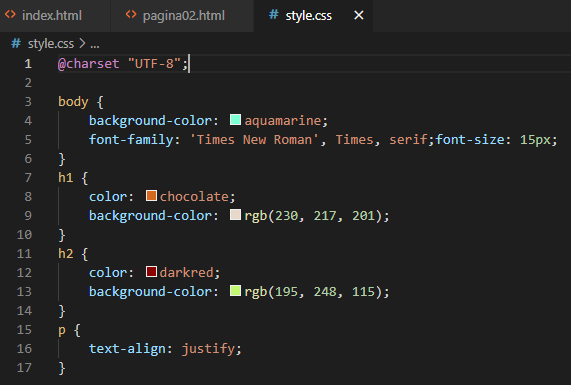 <> index.html
<> pagina02.html
# style.css ×
# style.css > ...
1 @charset "UTF-8";
2
3 body {
4 background-color: aquamarine;
5 font-family: 'Times New Roman', Times, serif;font-size: 15px;
6 }
7 h1 {
8 color: chocolate;
9 background-color: rgb(230, 217, 201);
10 }
11 h2 {
12 color: darkred;
13 background-color: rgb(195, 248, 115);
14 }
15 p {
16 text-align: justify;
17 }